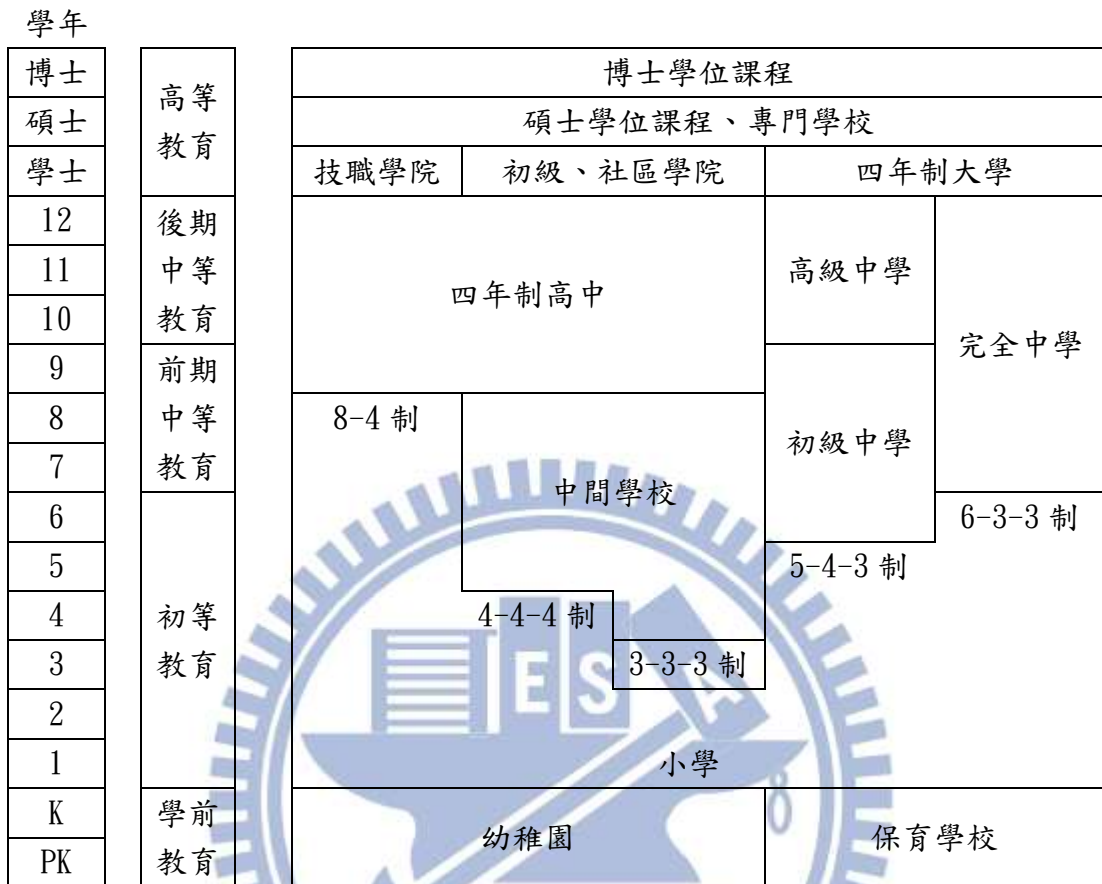 學年
博士 高等 博士學位課程
碩士 教育 碩士學位課程、專門學校
學士 技職學院 初級、社區學院 四年制大學
12 後期
11 中等 四年制高中 高級中學
10 教育 完全中學
9 前期
8 中等 8-4 制 初級中學
7 教育 中間學校
6 6-3-3 制
5 5-4-3 制
4 初等 4-4-4 制
3 教育 3-3-3 制
2
1 小學
K 學前 幼稚園 保育學校
PK 教育
E S A
8